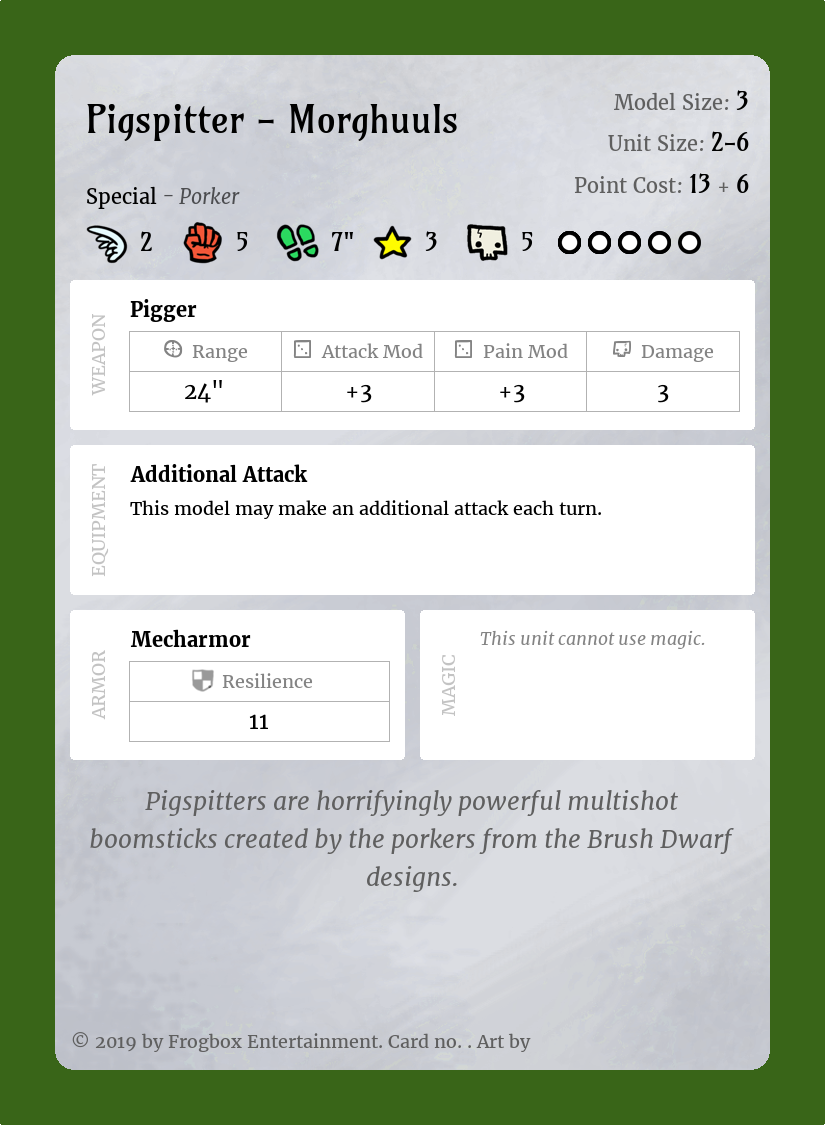 Pigspitter – Morghuuls
Model Size: 3
Unit Size: 2–6
Point Cost: 13 + 6
Special – Porker
2 5 7" 3 5
WEAPON
Pigger
Range Attack Mod Pain Mod Damage
24" +3 +3 3
EQUIPMENT
Additional Attack
This model may make an additional attack each turn.
ARMOR
Mecharmor
Resilience
11
MAGIC
This unit cannot use magic.
Pigspitters are horrifyingly powerful multishot
boomsticks created by the porkers from the Brush Dwarf
designs.
© 2019 by Frogbox Entertainment. Card no. . Art by